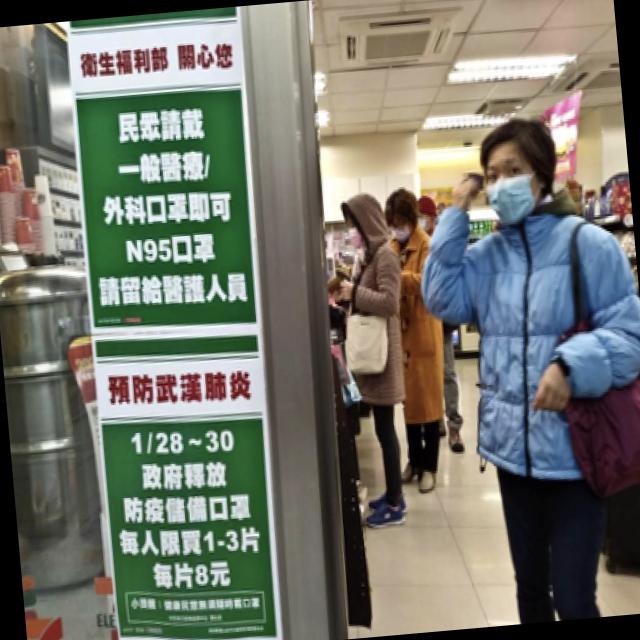 衛生福利部 關心您
民眾請戴
一般醫療/
外科口罩即可
N95口罩
請留給醫護人員
預防武漢肺炎
1/28～30
政府釋放
防疫儲備口罩
每人限買1-3片
每片8元